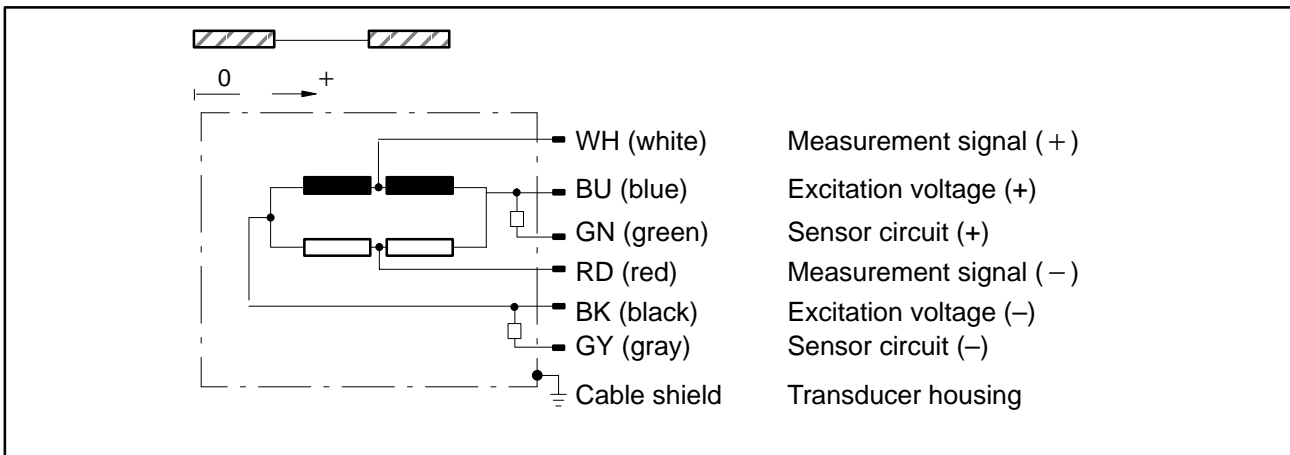 0 +
WH (white) Measurement signal (+)
BU (blue) Excitation voltage (+)
GN (green) Sensor circuit (+)
RD (red) Measurement signal (−)
BK (black) Excitation voltage (–)
GY (gray) Sensor circuit (–)
Cable shield Transducer housing